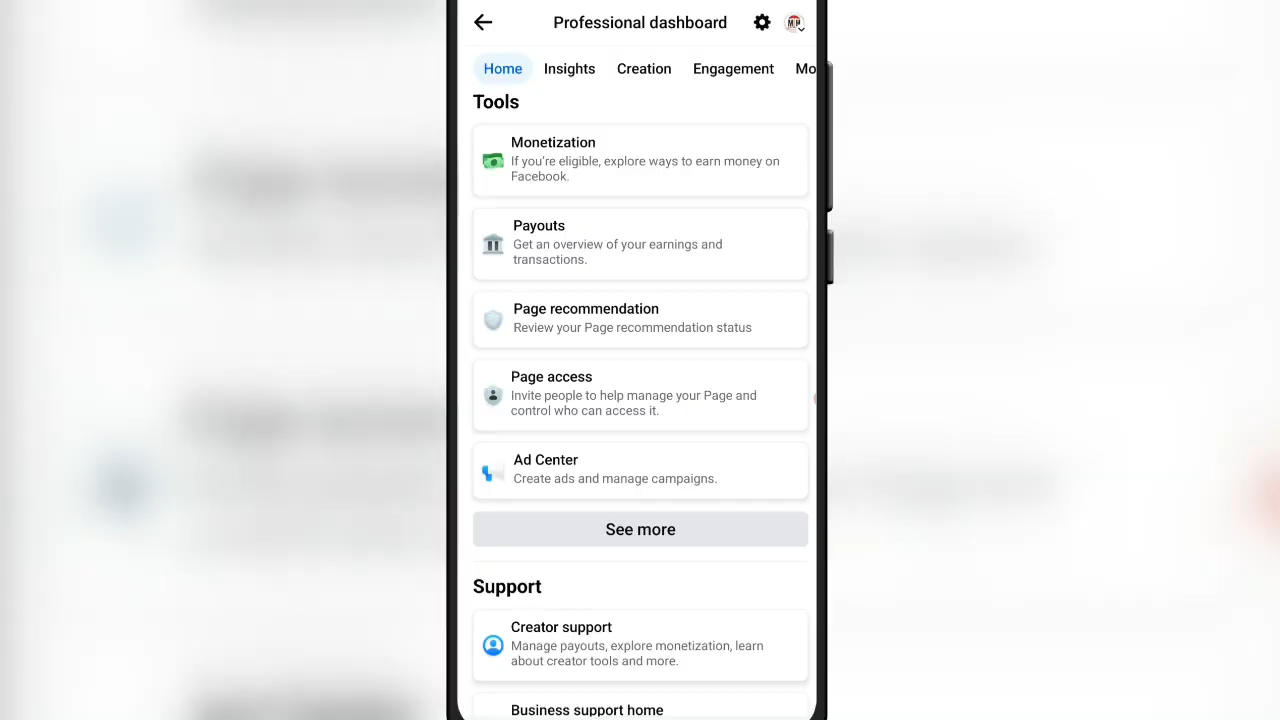 Professional dashboard
Home Insights Creation Engagement Mo
Tools
Monetization
If you're eligible, explore ways to earn money on
Facebook.
Payouts
Get an overview of your earnings and
transactions.
Page recommendation
Review your Page recommendation status
Page access
Invite people to help manage your Page and
control who can access it.
Ad Center
Create ads and manage campaigns.
See more
Support
Creator support
Manage payouts, explore monetization, learn
about creator tools and more.
Business support home